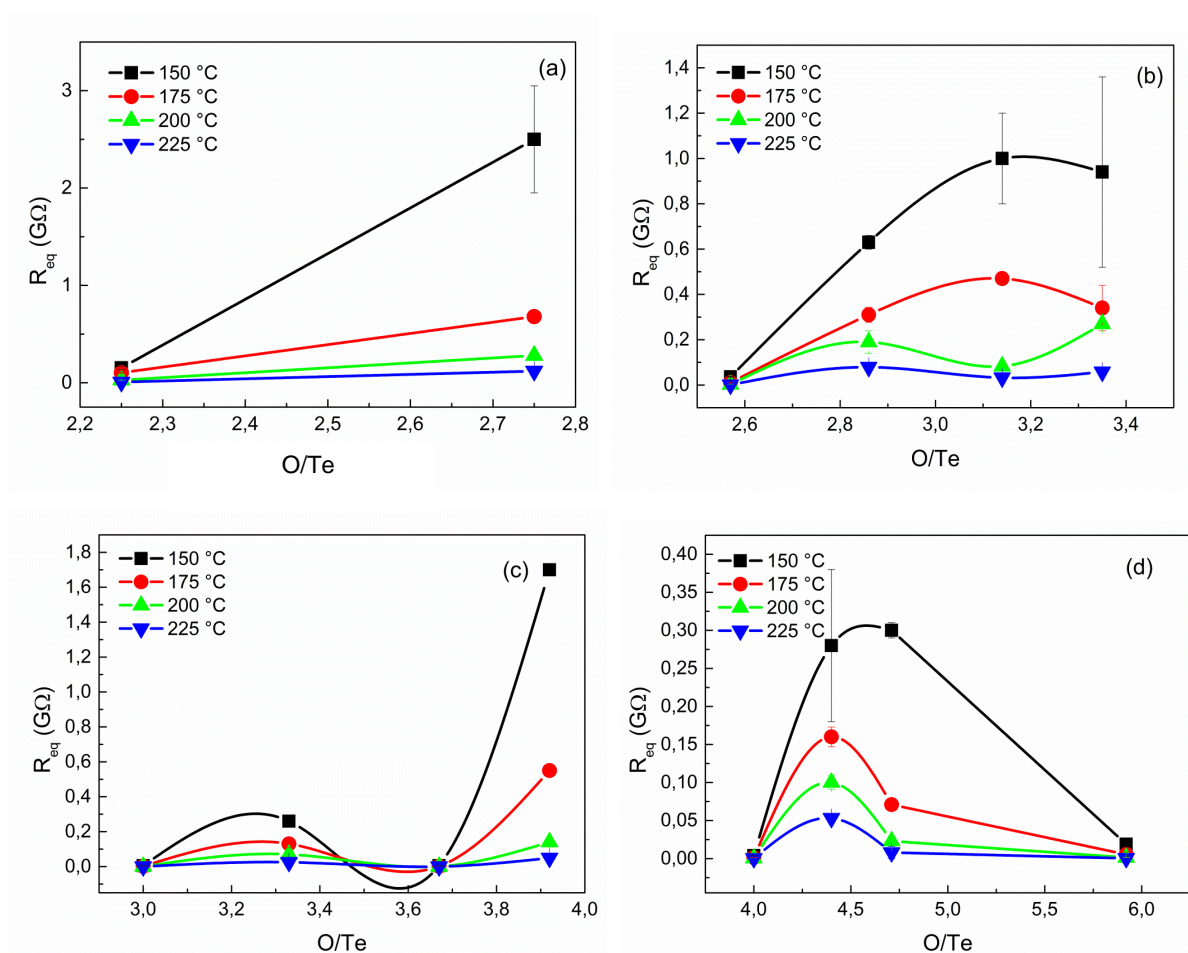 (a)
150 °C
175 °C
200 °C
225 °C
3
2
1
0
R_eq (GΩ)
2,2 2,3 2,4 2,5 2,6 2,7 2,8
O/Te
(b)
150 °C
175 °C
200 °C
225 °C
1,4
1,2
1,0
0,8
0,6
0,4
0,2
0,0
R_eq (GΩ)
2,6 2,8 3,0 3,2 3,4
O/Te
(c)
150 °C
175 °C
200 °C
225 °C
1,8
1,6
1,4
1,2
1,0
0,8
0,6
0,4
0,2
0,0
R_eq (GΩ)
3,0 3,2 3,4 3,6 3,8 4,0
O/Te
(d)
150 °C
175 °C
200 °C
225 °C
0,40
0,35
0,30
0,25
0,20
0,15
0,10
0,05
0,00
R_eq (GΩ)
4,0 4,5 5,0 5,5 6,0
O/Te